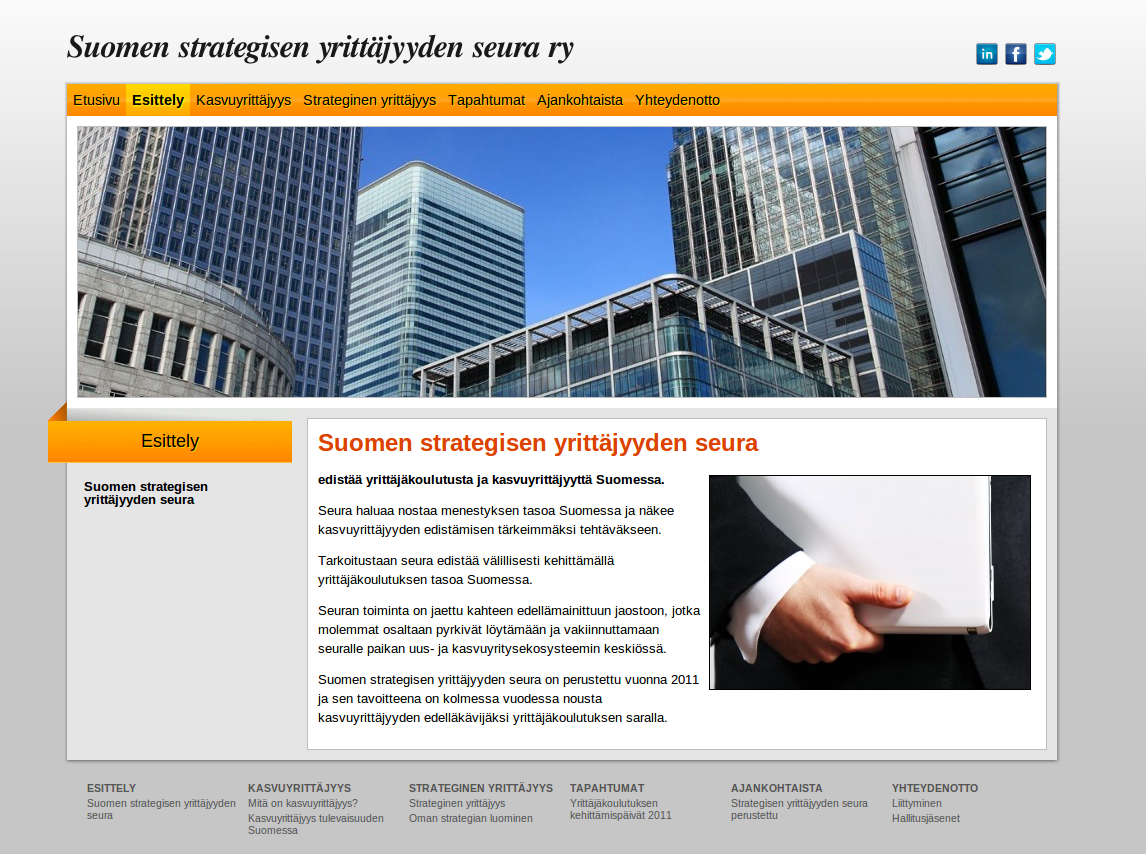 Suomen strategisen yrittäjyyden seura ry
Etusivu Esittely Kasvuyrittäjyys Strateginen yrittäjyys Tapahtumat Ajankohtaista Yhteydenotto
Esittely
Suomen strategisen
yrittäjyyden seura
Suomen strategisen yrittäjyyden seura
edistää yrittäjäkoulutusta ja kasvuyrittäjyyttä Suomessa.
Seura haluaa nostaa menestyksen tasoa Suomessa ja näkee
kasvuyrittäjyyden edistämisen tärkeimmäksi tehtäväkseen.
Tarkoitustaan seura edistää välillisesti kehittämällä
yrittäjäkoulutuksen tasoa Suomessa.
Seuran toiminta on jaettu kahteen edellämainittuun jaostoon, jotka
molemmat osaltaan pyrkivät löytämään ja vakiinnuttamaan
seuralle paikan uus- ja kasvuyritysekosysteemin keskiössä.
Suomen strategisen yrittäjyyden seura on perustettu vuonna 2011
ja sen tavoitteena on kolmessa vuodessa nousta
kasvuyrittäjyyden edelläkävijäksi yrittäjäkoulutuksen saralla.
ESITTELY
Suomen strategisen yrittäjyyden
seura
KASVUYRITTÄJYYS
Mitä on kasvuyrittäjyys?
Kasvuyrittäjyys tulevaisuuden
Suomessa
STRATEGINEN YRITTÄJYYS
Strateginen yrittäjyys
Oman strategian luominen
TAPAHTUMAT
Yrittäjäkoulutuksen
kehittämispäivät 2011
AJANKOHTAISTA
Strategisen yrittäjyyden seura
perustettu
YHTEYDENOTTO
Liittyminen
Hallitusjäsenet